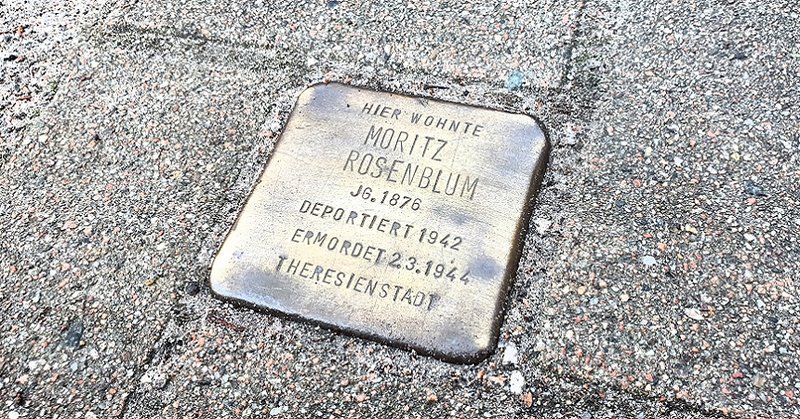 HIER WOHNTE
MORITZ
ROSENBLUM
JG. 1876
DEPORTIERT 1942
ERMORDET 2.3.1944
THERESIENSTADT